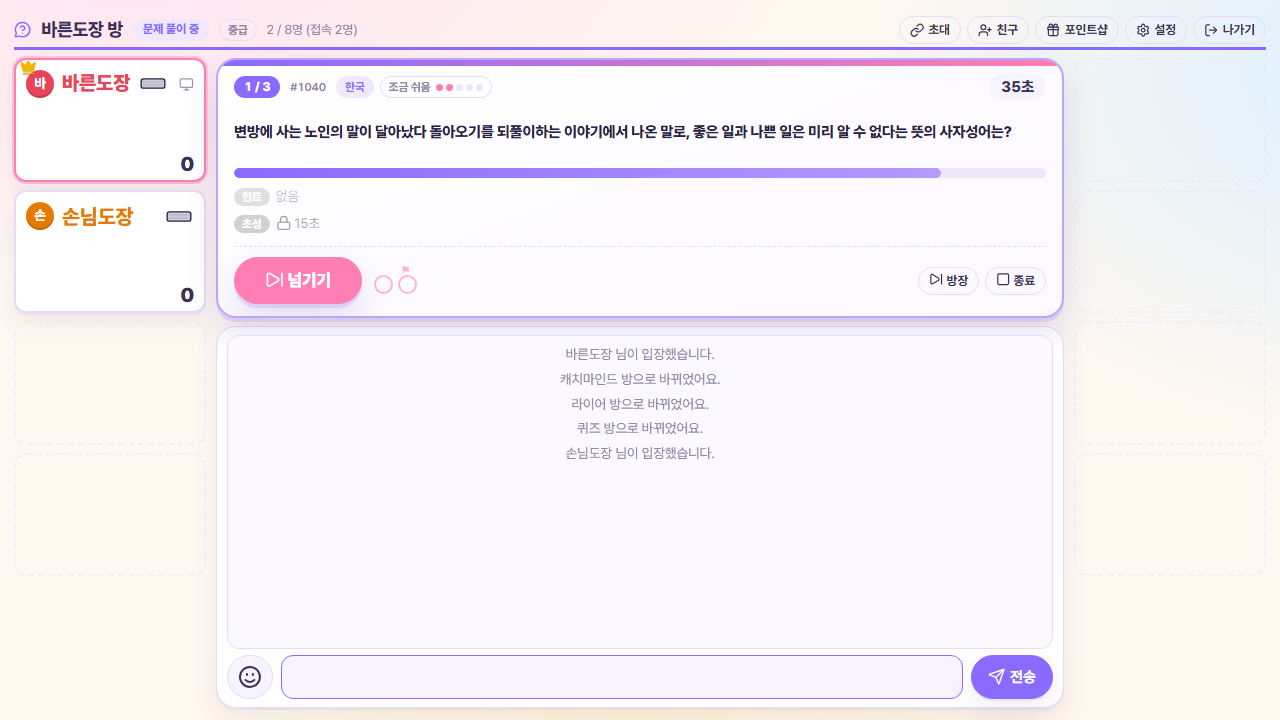 바른도장 방 문제 풀이 중 중급 2 / 8명 (접속 2명) 초대 친구 포인트샵 설정 나가기
바 바른도장
0
손 손님도장
0
1 / 3 #1040 한국 조금 쉬움 35초
변방에 사는 노인의 말이 달아났다 돌아오기를 되풀이하는 이야기에서 나온 말로, 좋은 일과 나쁜 일은 미리 알 수 없다는 뜻의 사자성어는?
힌트 없음
초성 15초
넘기기 방장 종료
바른도장 님이 입장했습니다.
캐치마인드 방으로 바뀌었어요.
라이어 방으로 바뀌었어요.
퀴즈 방으로 바뀌었어요.
손님도장 님이 입장했습니다.
전송